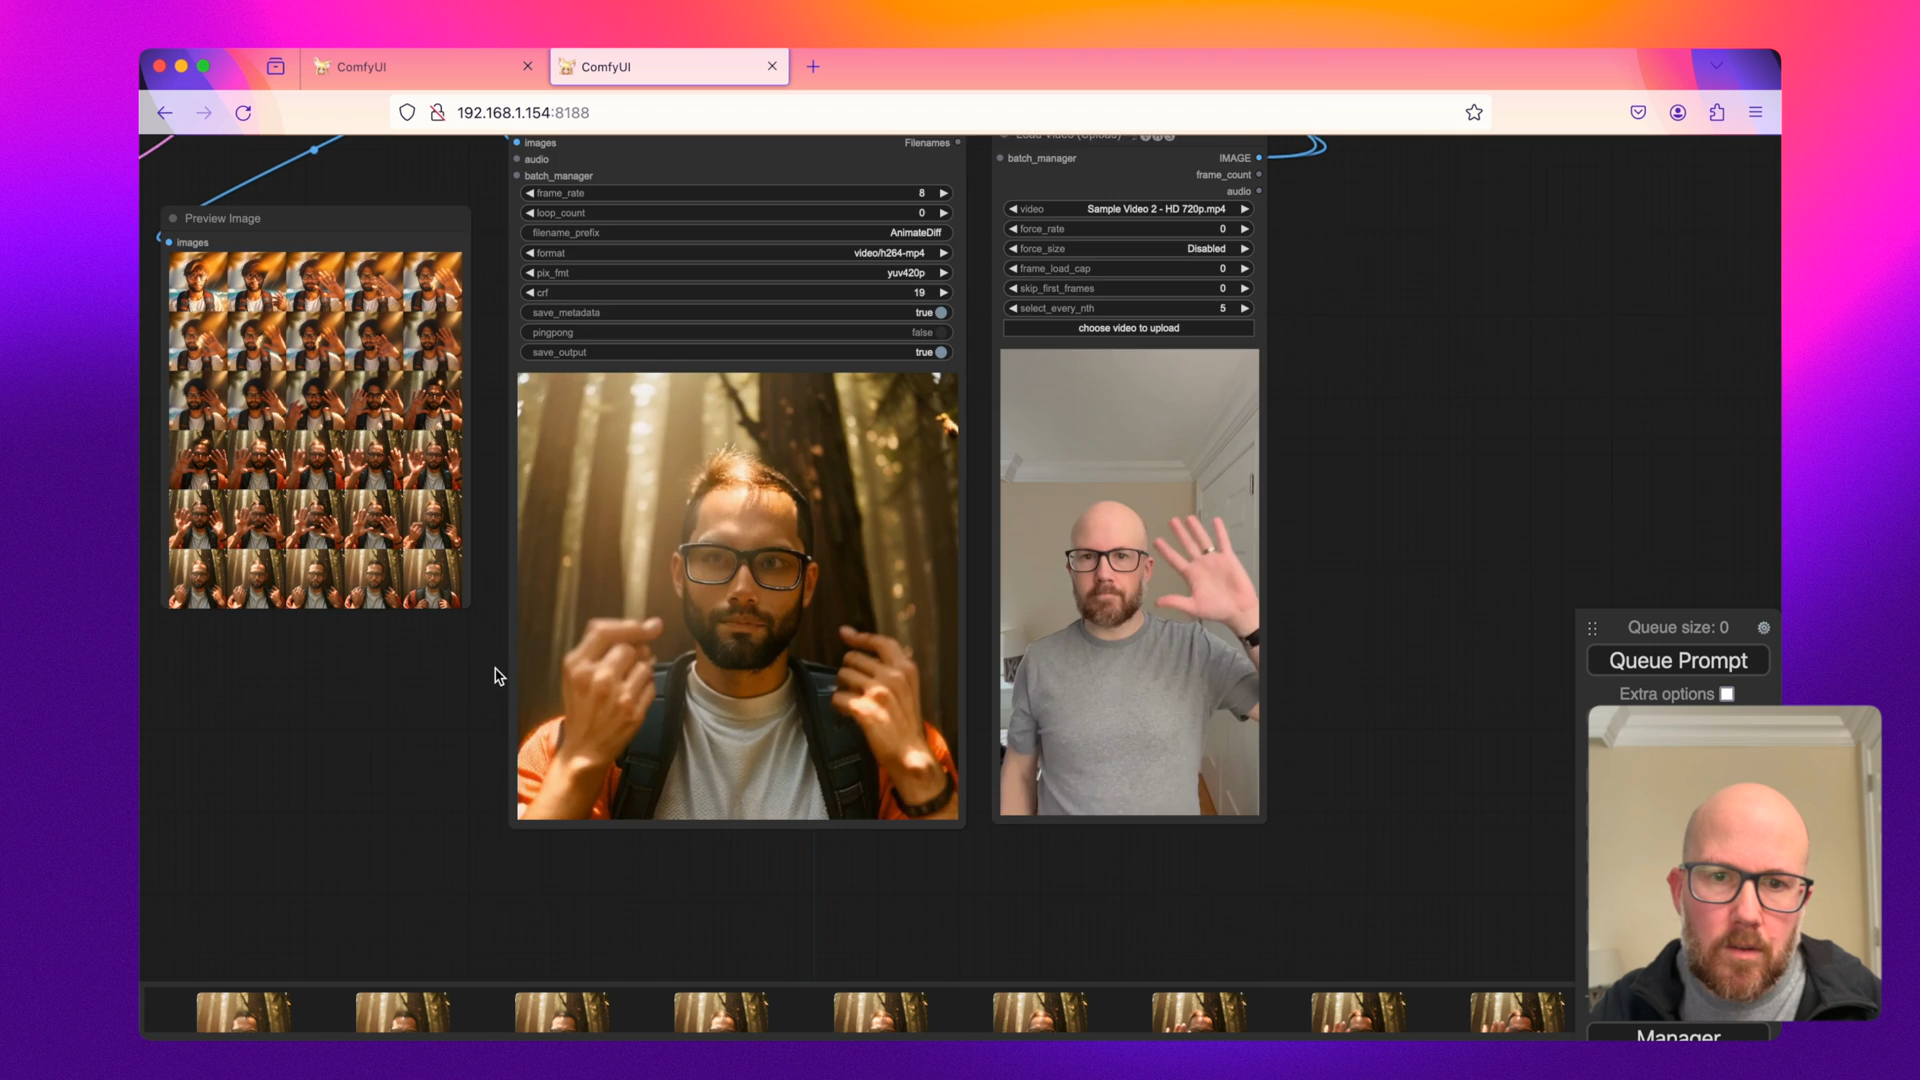 ComfyUI
ComfyUI
192.168.1.154:8188
images
Filenames
audio
batch_manager
frame_rate 8
loop_count 0
filename_prefix AnimateDiff
format video/h264-mp4
pix_fmt yuv420p
crf 19
save_metadata true
pingpong false
save_output true
Load Video (Upload)
batch_manager IMAGE
frame_count
audio
video Sample Video 2 - HD 720p.mp4
force_rate 0
force_size Disabled
frame_load_cap 0
skip_first_frames 0
select_every_nth 5
choose video to upload
Preview Image
images
Queue size: 0
Queue Prompt
Extra options
Manager